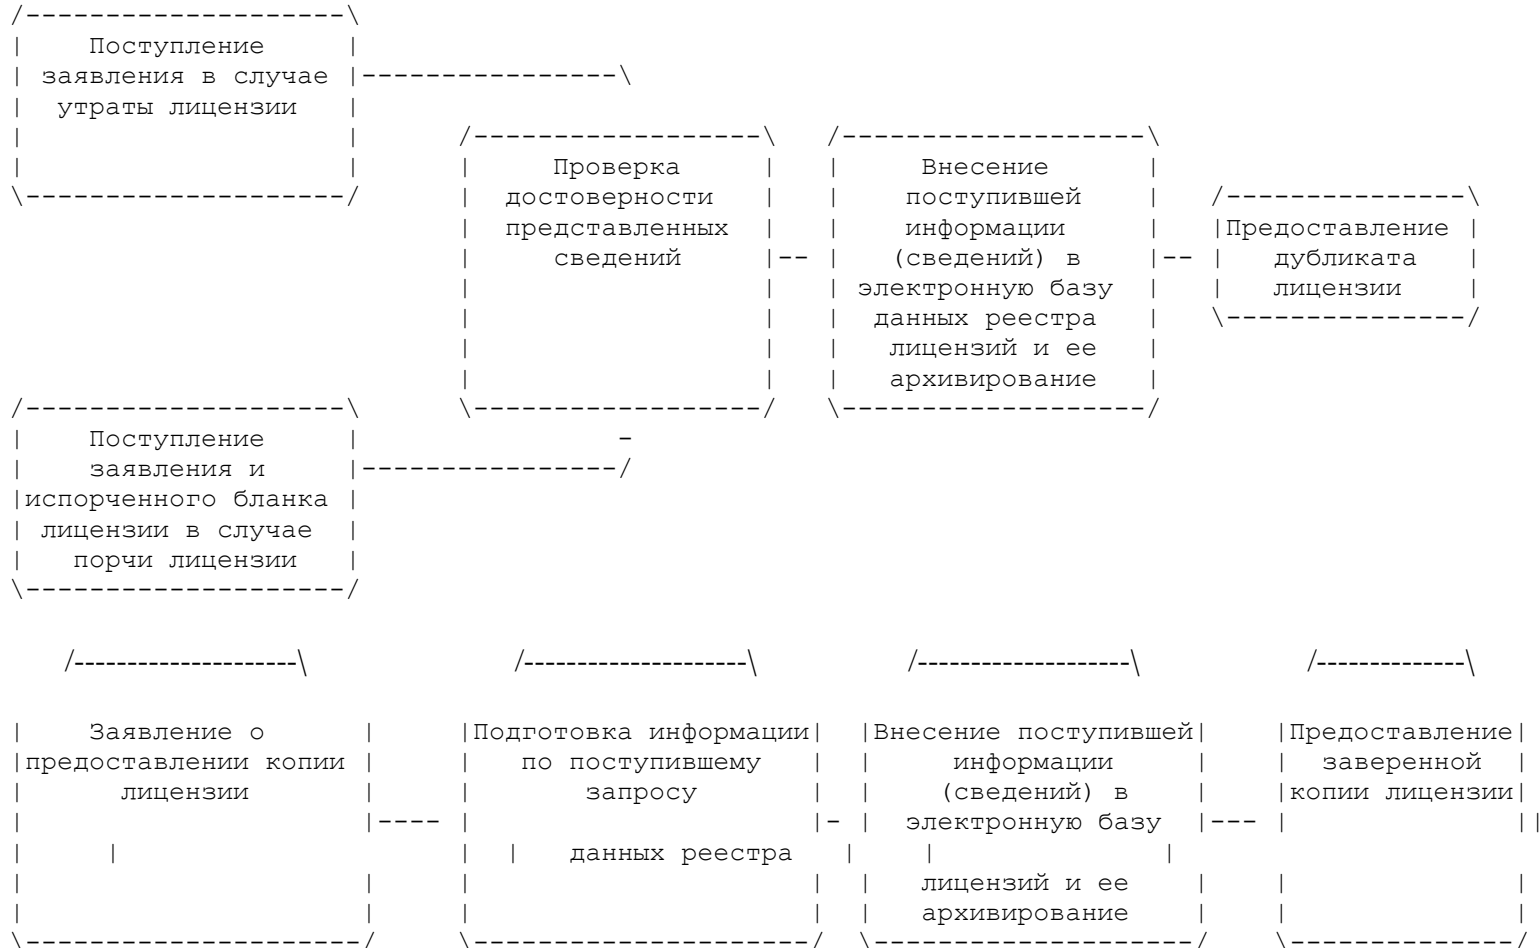 Поступление
заявления в случае
утраты лицензии
Проверка
достоверности
представленных
сведений
Внесение
поступившей
информации
(сведений) в
электронную базу
данных реестра
лицензий и ее
архивирование
Предоставление
дубликата
лицензии
Поступление
заявления и
испорченного бланка
лицензии в случае
порчи лицензии
Заявление о
предоставлении копии
лицензии
Подготовка информации
по поступившему
запросу
Внесение поступившей
информации
(сведений) в
электронную базу
данных реестра
лицензий и ее
архивирование
Предоставление
заверенной
копии лицензии